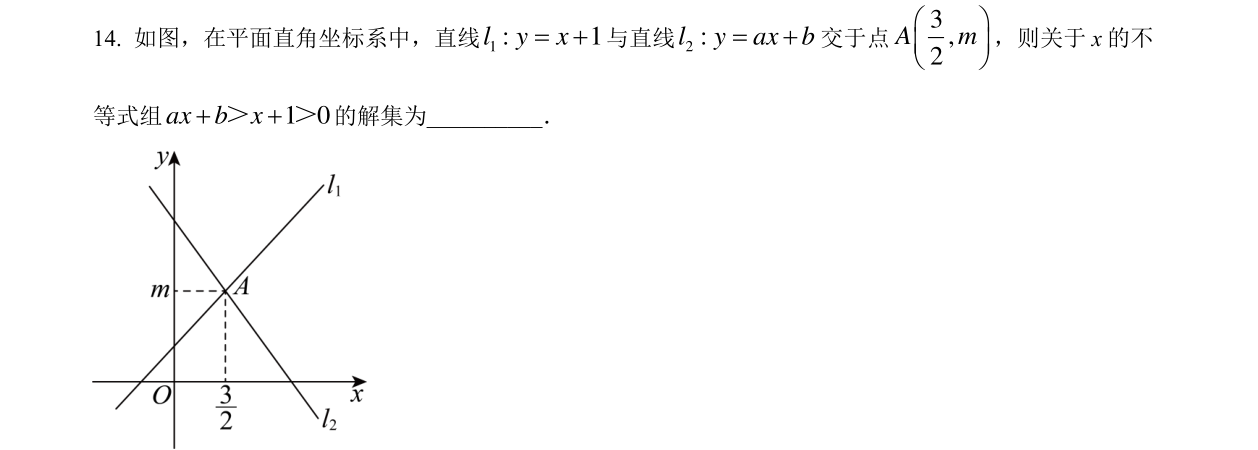 14. 如图，在平面直角坐标系中，直线l₁ : y = x+1与直线l₂ : y = ax+b 交于点A(3/2, m)，则关于 x 的不
等式组ax+b>x+1>0的解集为__________．
y
l₁
m
A
O
3/2
x
l₂